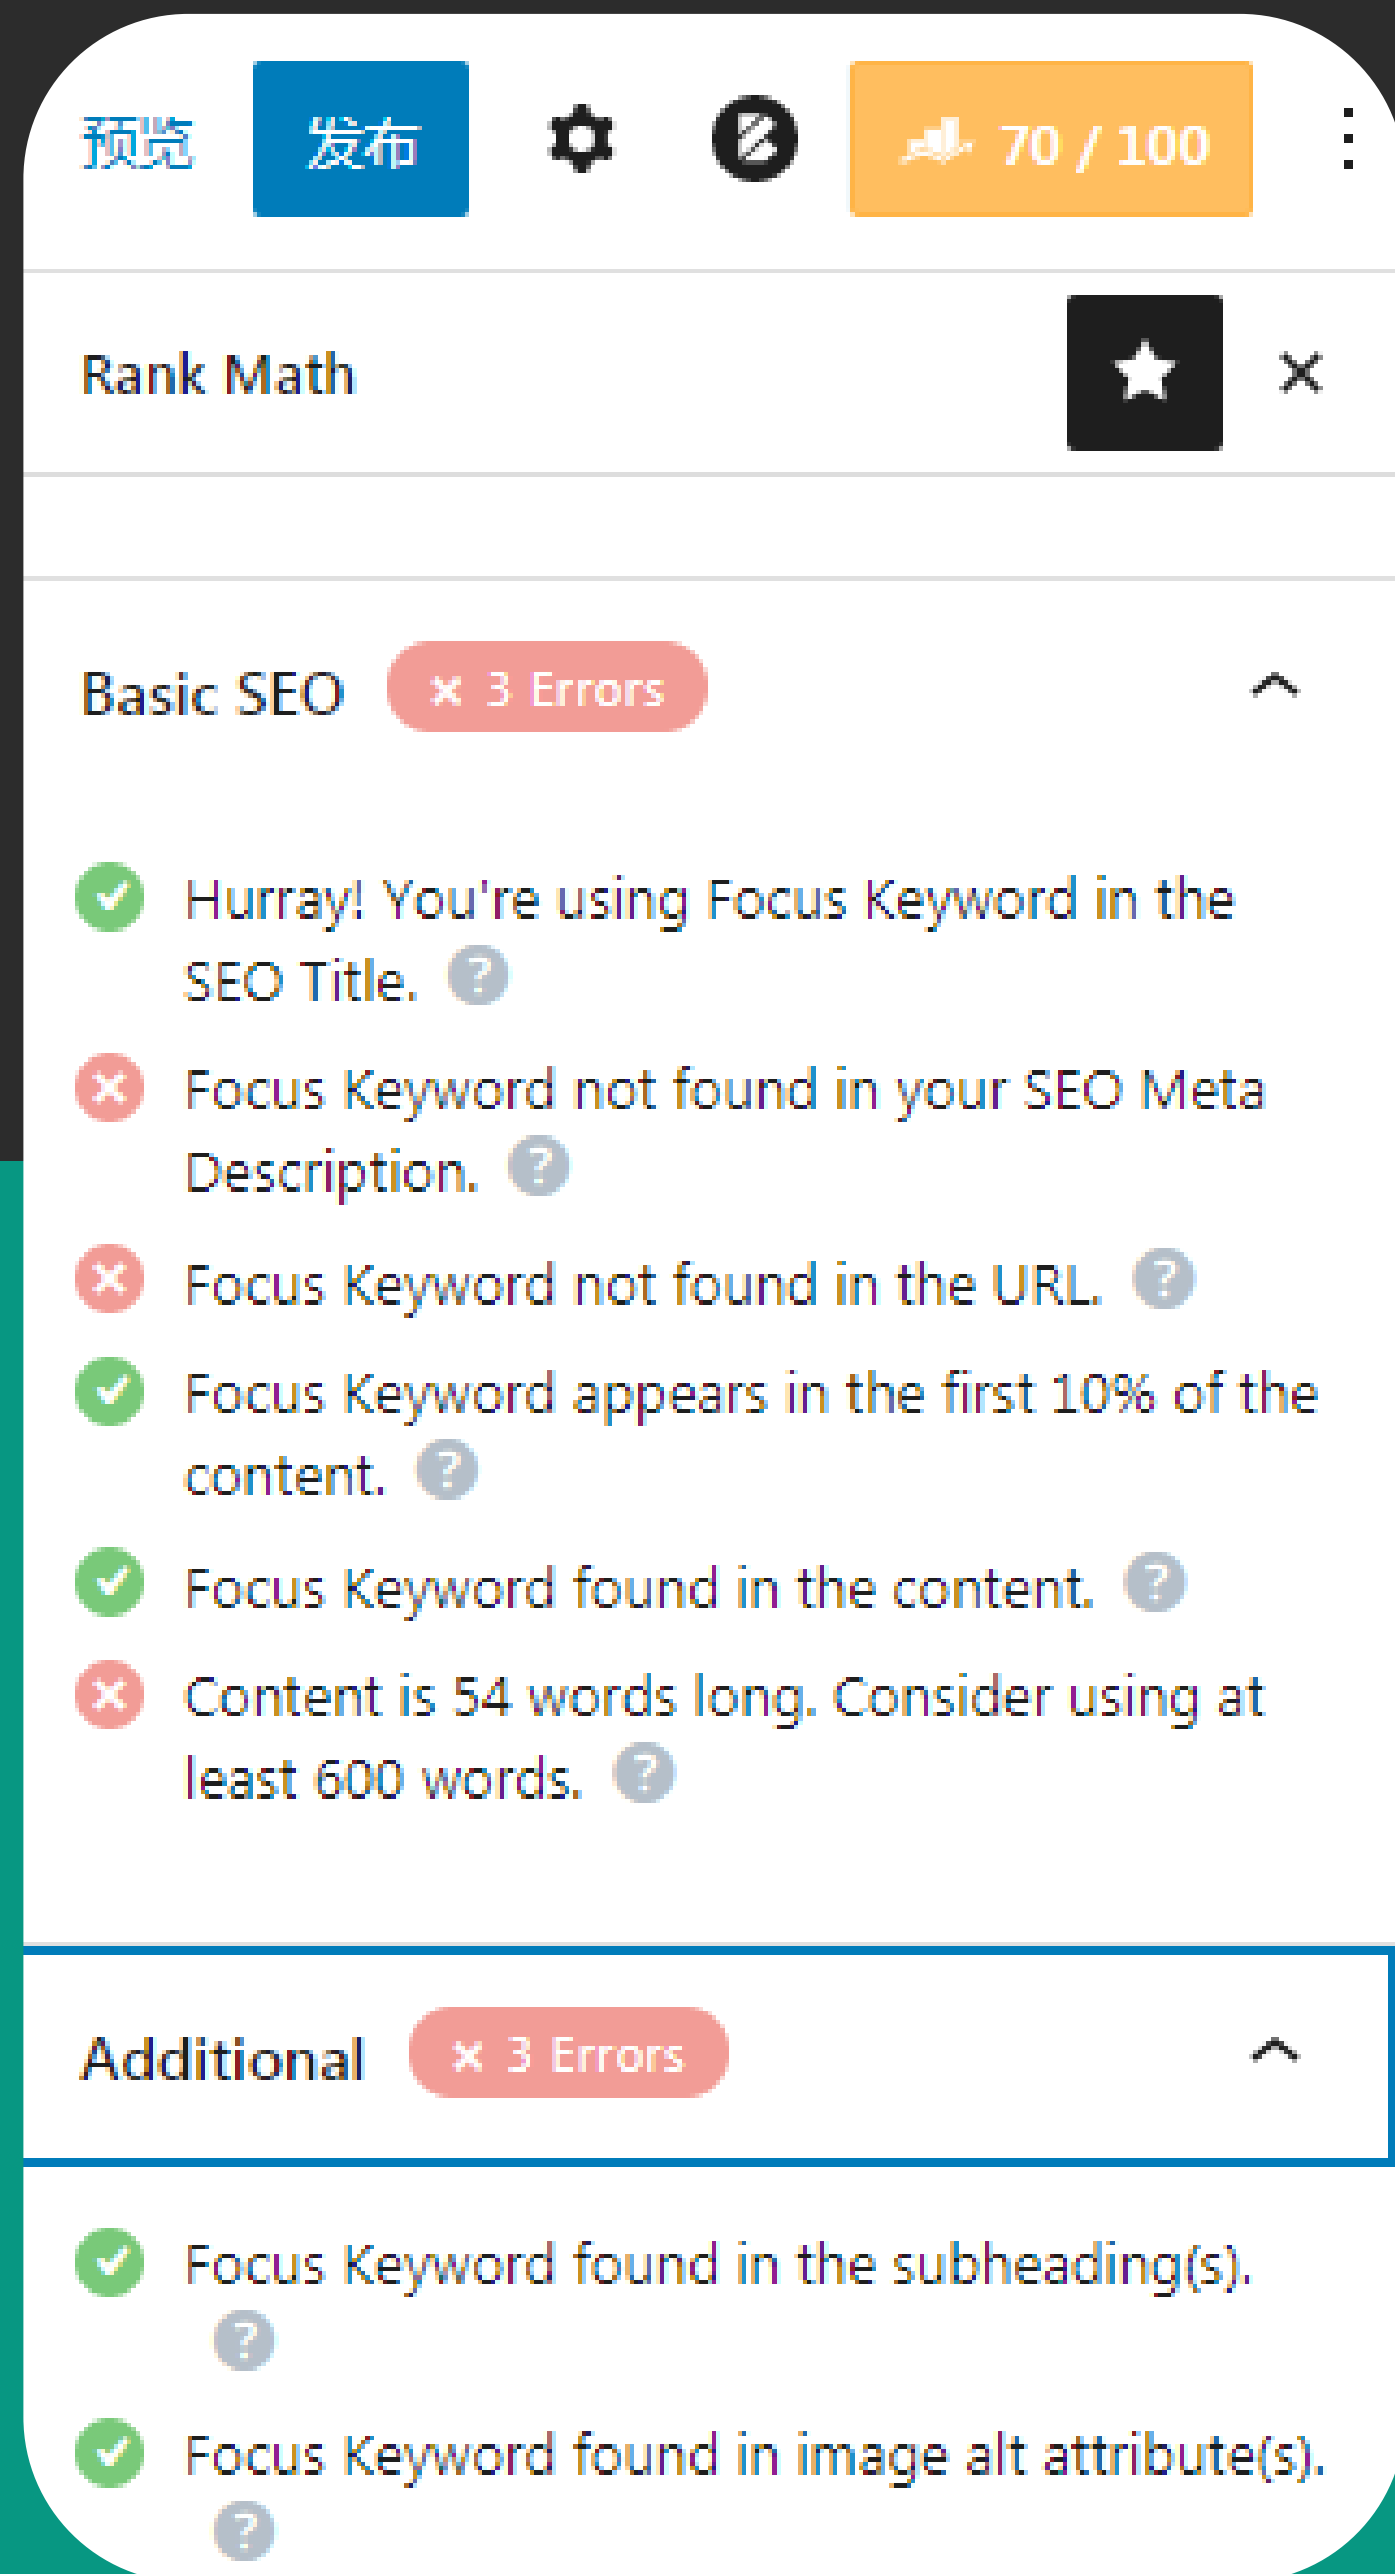 预览 发布 70 / 100
Rank Math
Basic SEO × 3 Errors
Hurray! You're using Focus Keyword in the
SEO Title. ?
Focus Keyword not found in your SEO Meta
Description. ?
Focus Keyword not found in the URL. ?
Focus Keyword appears in the first 10% of the
content. ?
Focus Keyword found in the content. ?
Content is 54 words long. Consider using at
least 600 words. ?
Additional × 3 Errors
Focus Keyword found in the subheading(s).
?
Focus Keyword found in image alt attribute(s).
?